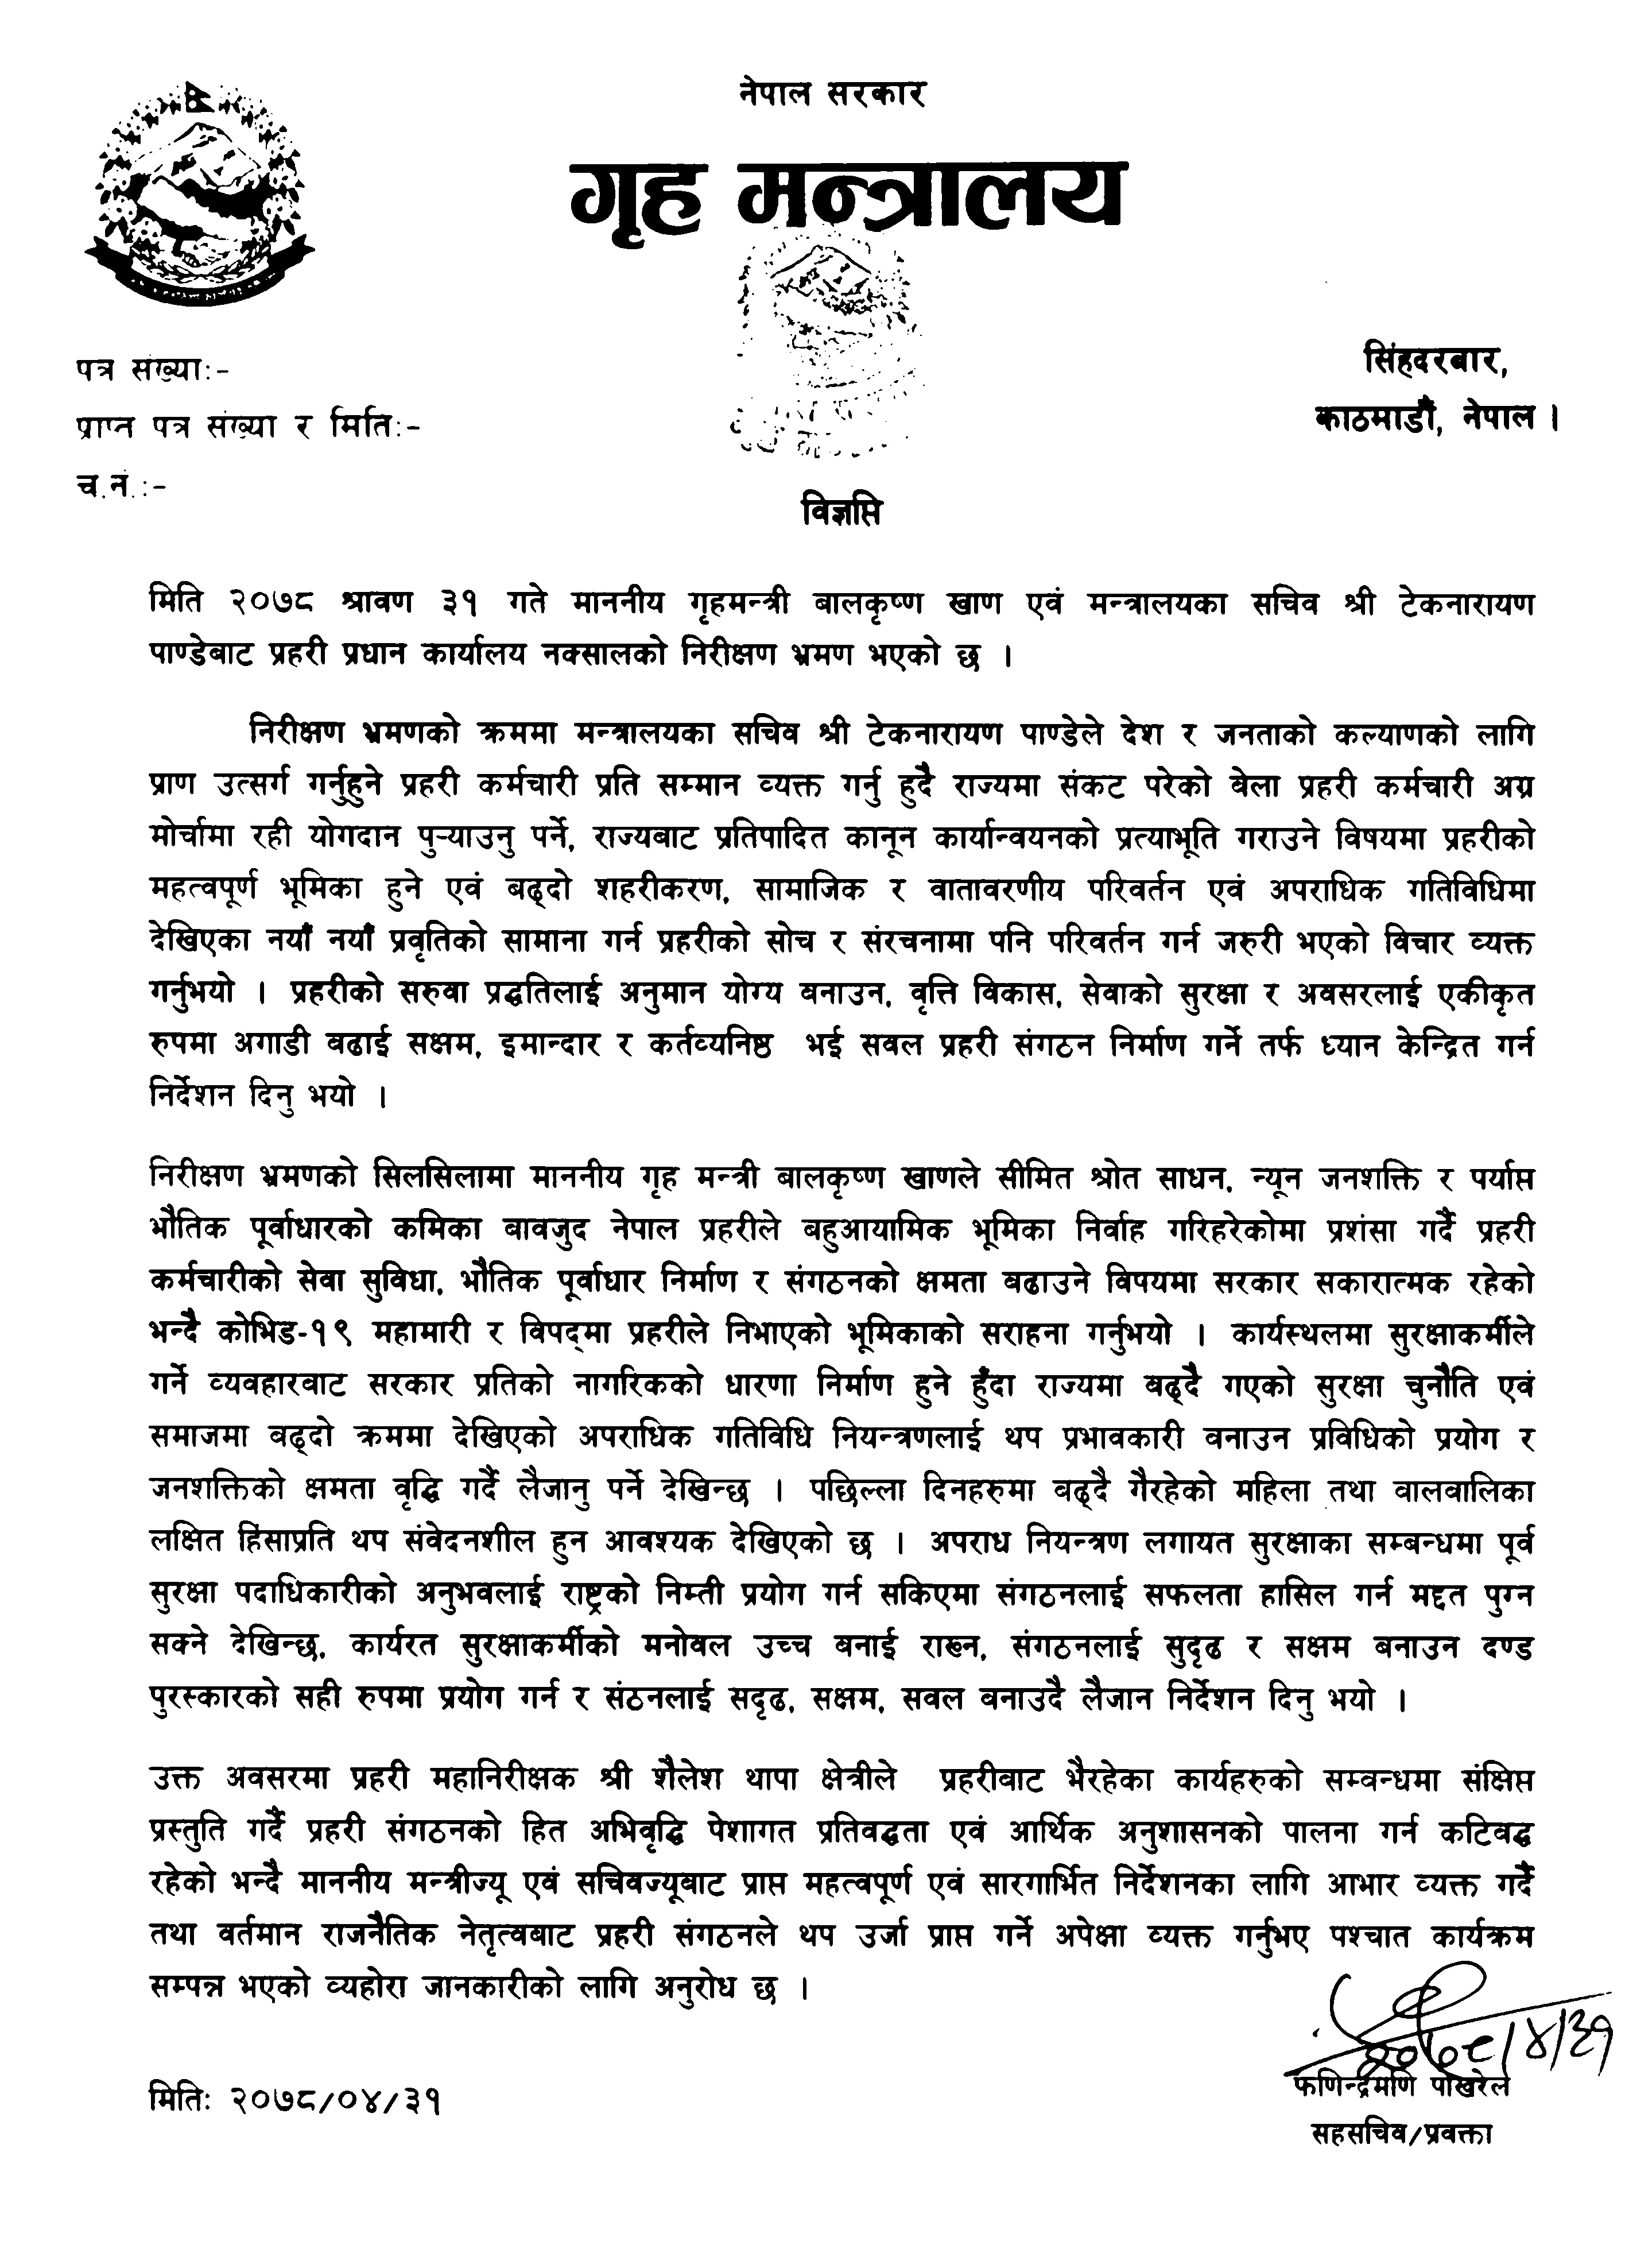 नेपाल सरकार
गृह मन्त्रालय
सिंहदरबार,
काठमाडौं, नेपाल ।
पत्र संख्या:-
प्राप्त पत्र संख्या र मिति:-
च.नं.:-
विज्ञप्ति
मिति २०७८ श्रावण ३१ गते माननीय गृहमन्त्री बालकृष्ण खाण एवं मन्त्रालयका सचिव श्री टेकनारायण
पाण्डेबाट प्रहरी प्रधान कार्यालय नक्सालको निरीक्षण भ्रमण भएको छ ।
निरीक्षण भ्रमणको क्रममा मन्त्रालयका सचिव श्री टेकनारायण पाण्डेले देश र जनताको कल्याणको लागि
प्राण उत्सर्ग गर्नुहुने प्रहरी कर्मचारी प्रति सम्मान व्यक्त गर्नु हुदै राज्यमा संकट परेको वेला प्रहरी कर्मचारी अग्र
मोर्चामा रही योगदान पुऱ्याउनु पर्ने, राज्यबाट प्रतिपादित कानून कार्यान्वयनको प्रत्याभूति गराउने विषयमा प्रहरीको
महत्वपूर्ण भूमिका हुने एवं बढ्दो शहरीकरण, सामाजिक र वातावरणीय परिवर्तन एवं अपराधिक गतिविधिमा
देखिएका नयाँ नयाँ प्रवृतिको सामाना गर्न प्रहरीको सोच र संरचनामा पनि परिवर्तन गर्न जरुरी भएको विचार व्यक्त
गर्नुभयो । प्रहरीको सरुवा प्रद्धतिलाई अनुमान योग्य वनाउन, वृत्ति विकास, सेवाको सुरक्षा र अवसरलाई एकीकृत
रुपमा अगाडी वढाई सक्षम, इमान्दार र कर्तव्यनिष्ठ भई सवल प्रहरी संगठन निर्माण गर्ने तर्फ ध्यान केन्द्रित गर्न
निर्देशन दिनु भयो ।
निरीक्षण भ्रमणको सिलसिलामा माननीय गृह मन्त्री बालकृष्ण खाणले सीमित श्रोत साधन, न्यून जनशक्ति र पर्याप्त
भौतिक पूर्वाधारको कमिका बावजुद नेपाल प्रहरीले बहुआयामिक भूमिका निर्वाह गरिहरेकोमा प्रशंसा गर्दै प्रहरी
कर्मचारीको सेवा सुविधा, भौतिक पूर्वाधार निर्माण र संगठनको क्षमता वढाउने विषयमा सरकार सकारात्मक रहेको
भन्दै कोभिड-१९ महामारी र विपद्मा प्रहरीले निभाएको भूमिकाको सराहना गर्नुभयो । कार्यस्थलमा सुरक्षाकर्मीले
गर्ने व्यवहारवाट सरकार प्रतिको नागरिकको धारणा निर्माण हुने हुँदा राज्यमा वढ्दै गएको सुरक्षा चुनौति एवं
समाजमा बढ्दो क्रममा देखिएको अपराधिक गतिविधि नियन्त्रणलाई थप प्रभावकारी वनाउन प्रविधिको प्रयोग र
जनशक्तिको क्षमता वृद्धि गर्दै लैजानु पर्ने देखिन्छ । पछिल्ला दिनहरुमा बढ्दै गैरहेको महिला तथा वालबालिका
लक्षित हिंसाप्रति थप संवेदनशील हुन आवश्यक देखिएको छ । अपराध नियन्त्रण लगायत सुरक्षाका सम्बन्धमा पूर्व
सुरक्षा पदाधिकारीको अनुभवलाई राष्ट्रको निम्ती प्रयोग गर्न सकिएमा संगठनलाई सफलता हासिल गर्न मद्दत पुग्न
सक्ने देखिन्छ, कार्यरत सुरक्षाकर्मीको मनोवल उच्च वनाई राख्न, संगठनलाई सुदृढ र सक्षम बनाउन दण्ड
पुरस्कारको सही रुपमा प्रयोग गर्न र संठनलाई सदृढ, सक्षम, सवल वनाउदै लैजान निर्देशन दिनु भयो ।
उक्त अवसरमा प्रहरी महानिरीक्षक श्री शैलेश थापा क्षेत्रीले प्रहरीवाट भैरहेका कार्यहरुको सम्वन्धमा संक्षिप्त
प्रस्तुति गर्दै प्रहरी संगठनको हित अभिवृद्धि पेशागत प्रतिवद्धता एवं आर्थिक अनुशासनको पालना गर्न कटिवद्ध
रहेको भन्दै माननीय मन्त्रीज्यू एवं सचिवज्यूवाट प्राप्त महत्वपूर्ण एवं सारगार्भित निर्देशनका लागि आभार व्यक्त गर्दै
तथा वर्तमान राजनैतिक नेतृत्वबाट प्रहरी संगठनले थप उर्जा प्राप्त गर्ने अपेक्षा व्यक्त गर्नुभए पश्चात कार्यक्रम
सम्पन्न भएको व्यहोरा जानकारीको लागि अनुरोध छ ।
२०७८/४/३१
फणिन्द्रमणि पोखरेल
सहसचिव/प्रवक्ता
मितिः २०७८/०४/३१